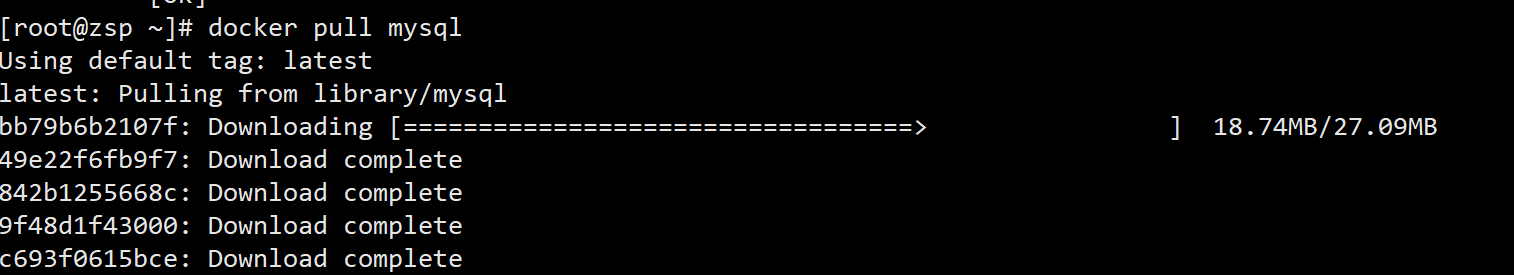 [OK]
[root@zsp ~]# docker pull mysql
Using default tag: latest
latest: Pulling from library/mysql
bb79b6b2107f: Downloading [==================================>                ]  18.74MB/27.09MB
49e22f6fb9f7: Download complete
842b1255668c: Download complete
9f48d1f43000: Download complete
c693f0615bce: Download complete